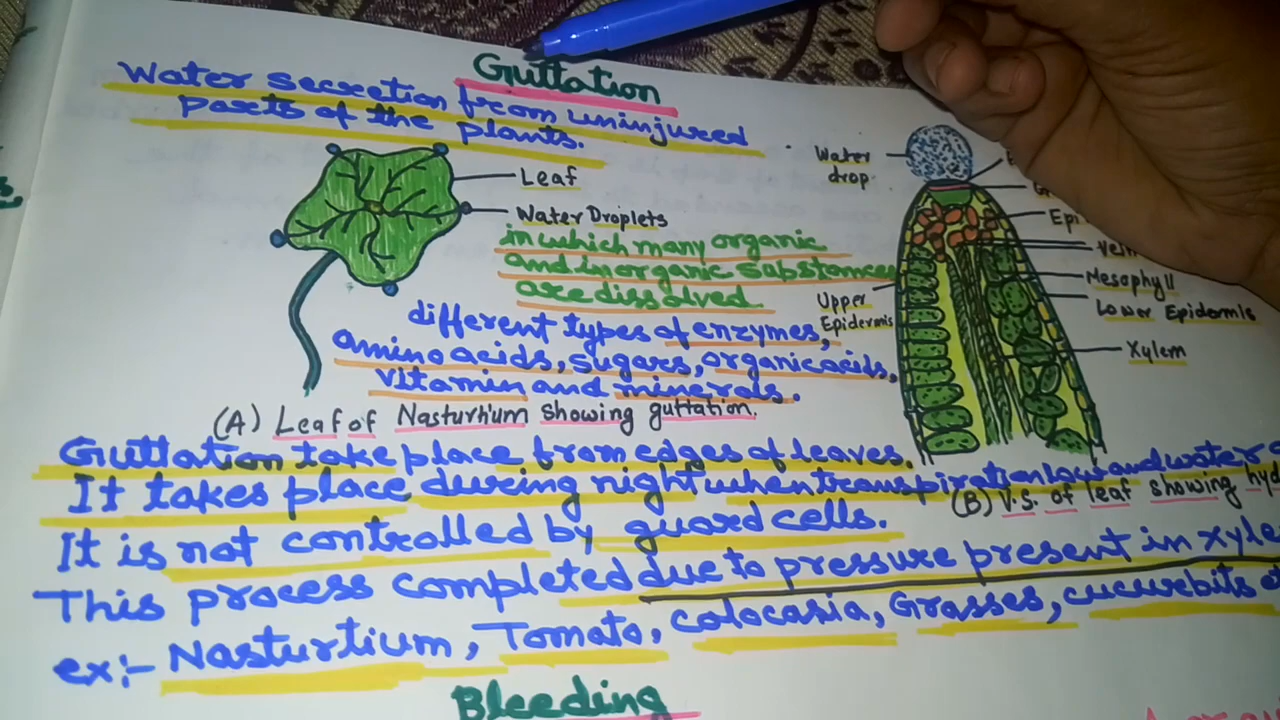 Guttation
Water secretion from uninjured
parts of the plants.
Leaf
Water Droplets
in which many organic
and inorganic substances
are dissolved
different types of enzymes,
amino acids, sugars, organic acids,
vitamin and minerals.
(A) Leaf of Nasturtium showing guttation.
Water
drop
Upper
Epidermis
Mesophyll
Lower Epidermis
Xylem
(B) V.S. of leaf showing
Guttation take place from edges of leaves.
It takes place during night when transpiration low and water
It is not controlled by guard cells.
This process completed due to pressure present in
ex:- Nasturtium, Tomato, colocasia, Grasses, cucurbits
Bleeding